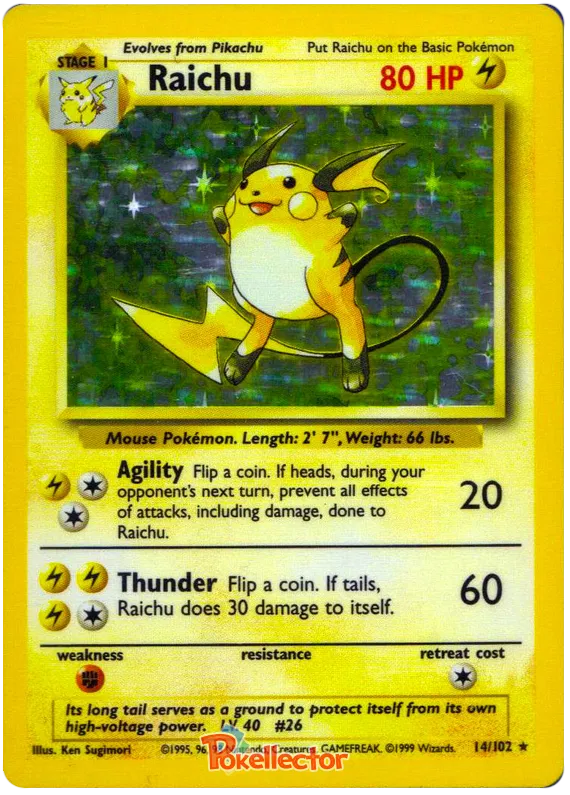 Evolves from Pikachu Put Raichu on the Basic Pokémon
STAGE 1
Raichu 80 HP
Mouse Pokémon. Length: 2' 7", Weight: 66 lbs.
Agility Flip a coin. If heads, during your
opponent's next turn, prevent all effects
of attacks, including damage, done to
Raichu.
20
Thunder Flip a coin. If tails,
Raichu does 30 damage to itself.
60
weakness resistance retreat cost
Its long tail serves as a ground to protect itself from its own
high-voltage power. LV 40 #26
Illus. Ken Sugimori ©1995, 96, Nintendo, Creatures, GAMEFREAK. ©1999 Wizards. 14/102 ★
Pokellector